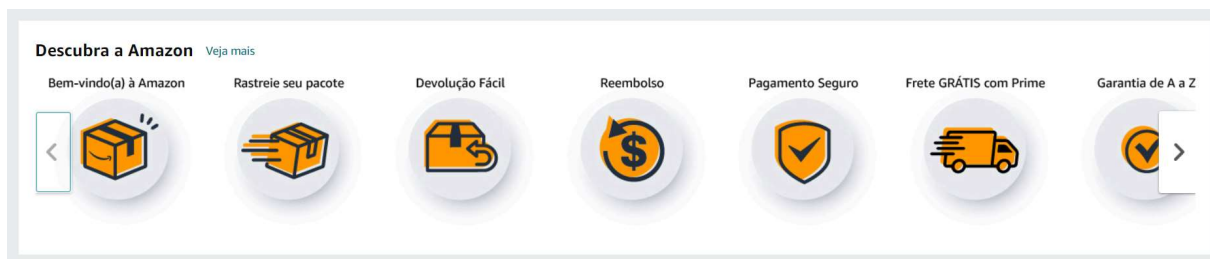 Descubra a Amazon Veja mais
Bem-vindo(a) à Amazon
Rastreie seu pacote
Devolução Fácil
Reembolso
Pagamento Seguro
Frete GRÁTIS com Prime
Garantia de A a Z
$